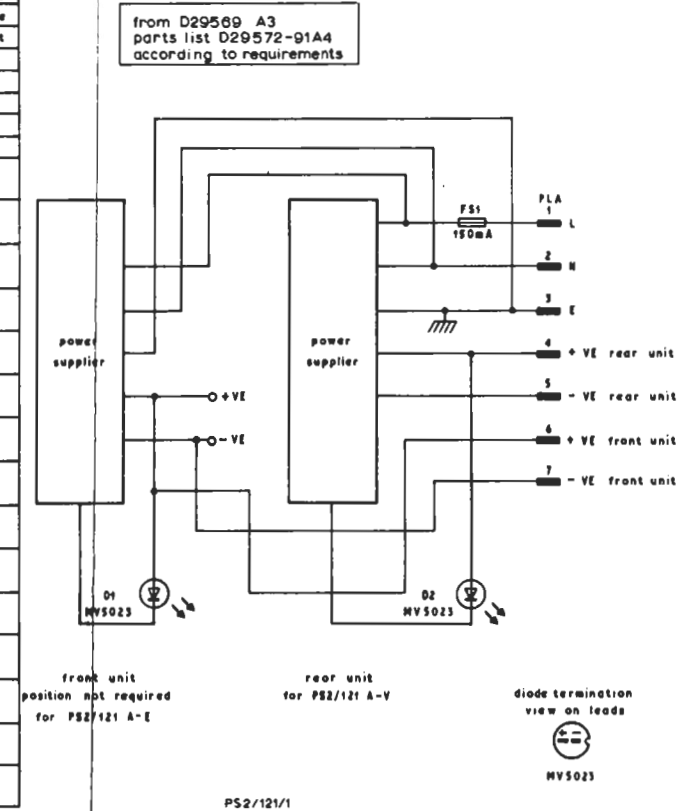 from D29569 A3
parts list D29572-91A4
according to requirements
PLA
FS1
150mA
1
L
2
N
3
E
power
supplier
power
supplier
4
+ VE rear unit
5
- VE rear unit
+VE
-VE
6
+ VE front unit
7
- VE front unit
D1
MV5023
D2
MV5023
front unit
position not required
for PS2/121 A-E
rear unit
for PS2/121 A-V
diode termination
view on leads
+ -
MV5023
PS2/121/1